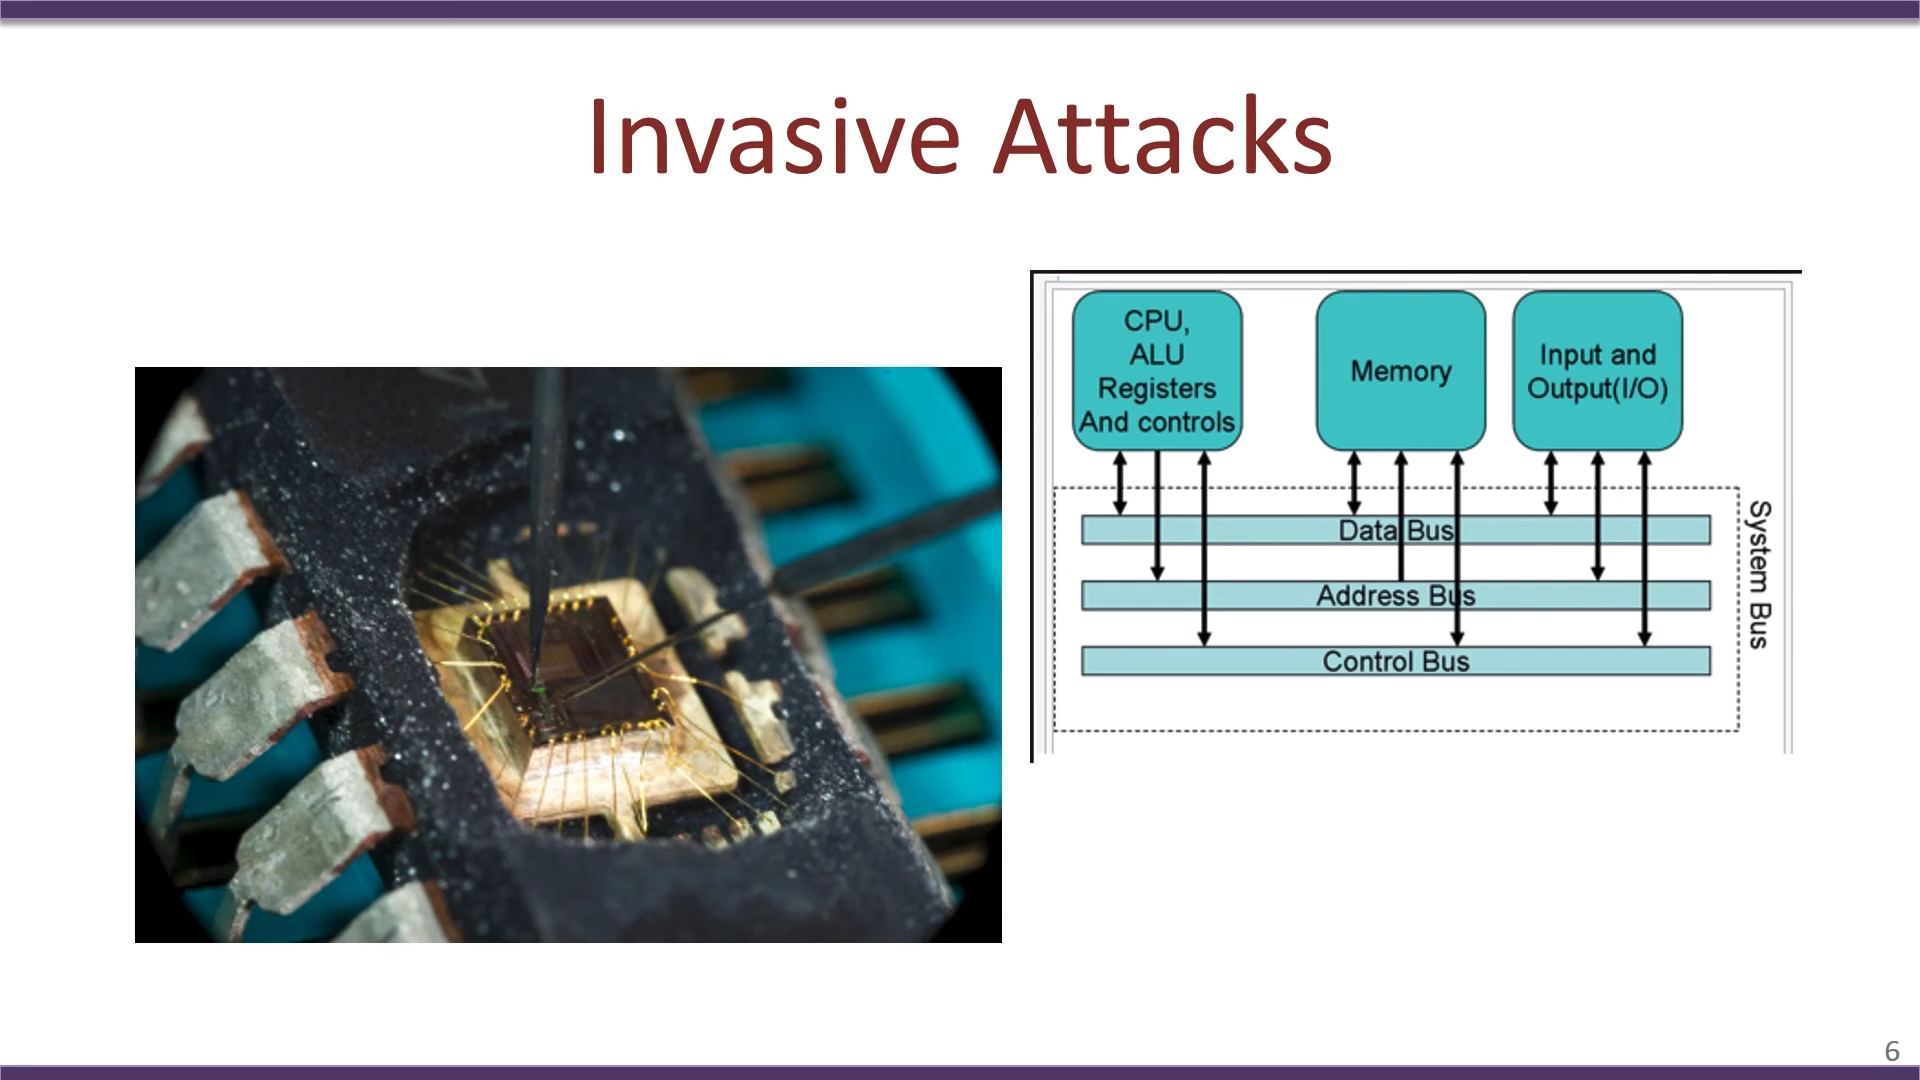 Invasive Attacks
CPU,
ALU
Registers
And controls
Memory
Input and
Output(I/O)
Data Bus
Address Bus
Control Bus
System Bus
6